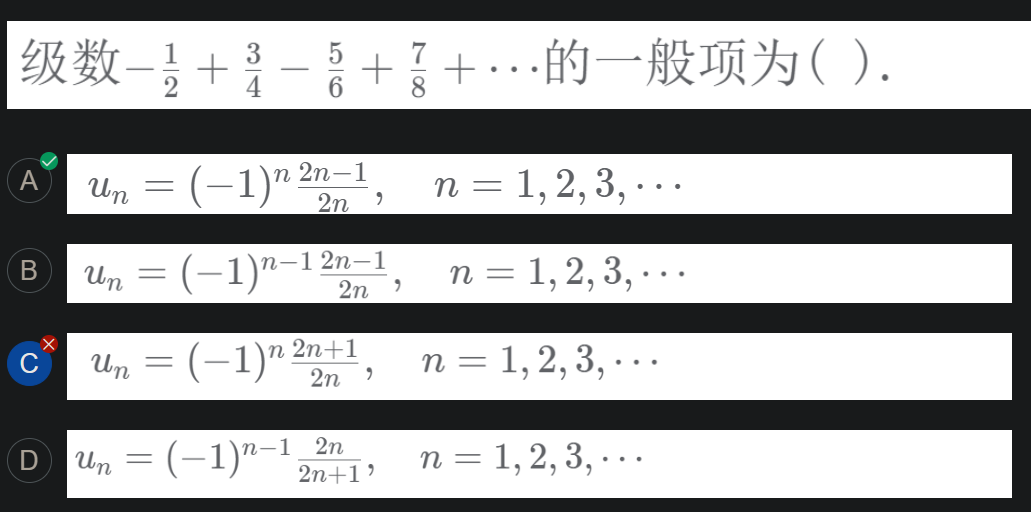 级数$-\frac{1}{2} + \frac{3}{4} - \frac{5}{6} + \frac{7}{8} + \cdots$的一般项为( ).
A $u_n = (-1)^n \frac{2n-1}{2n}, \quad n = 1, 2, 3, \cdots$
B $u_n = (-1)^{n-1} \frac{2n-1}{2n}, \quad n = 1, 2, 3, \cdots$
C $u_n = (-1)^n \frac{2n+1}{2n}, \quad n = 1, 2, 3, \cdots$
D $u_n = (-1)^{n-1} \frac{2n}{2n+1}, \quad n = 1, 2, 3, \cdots$